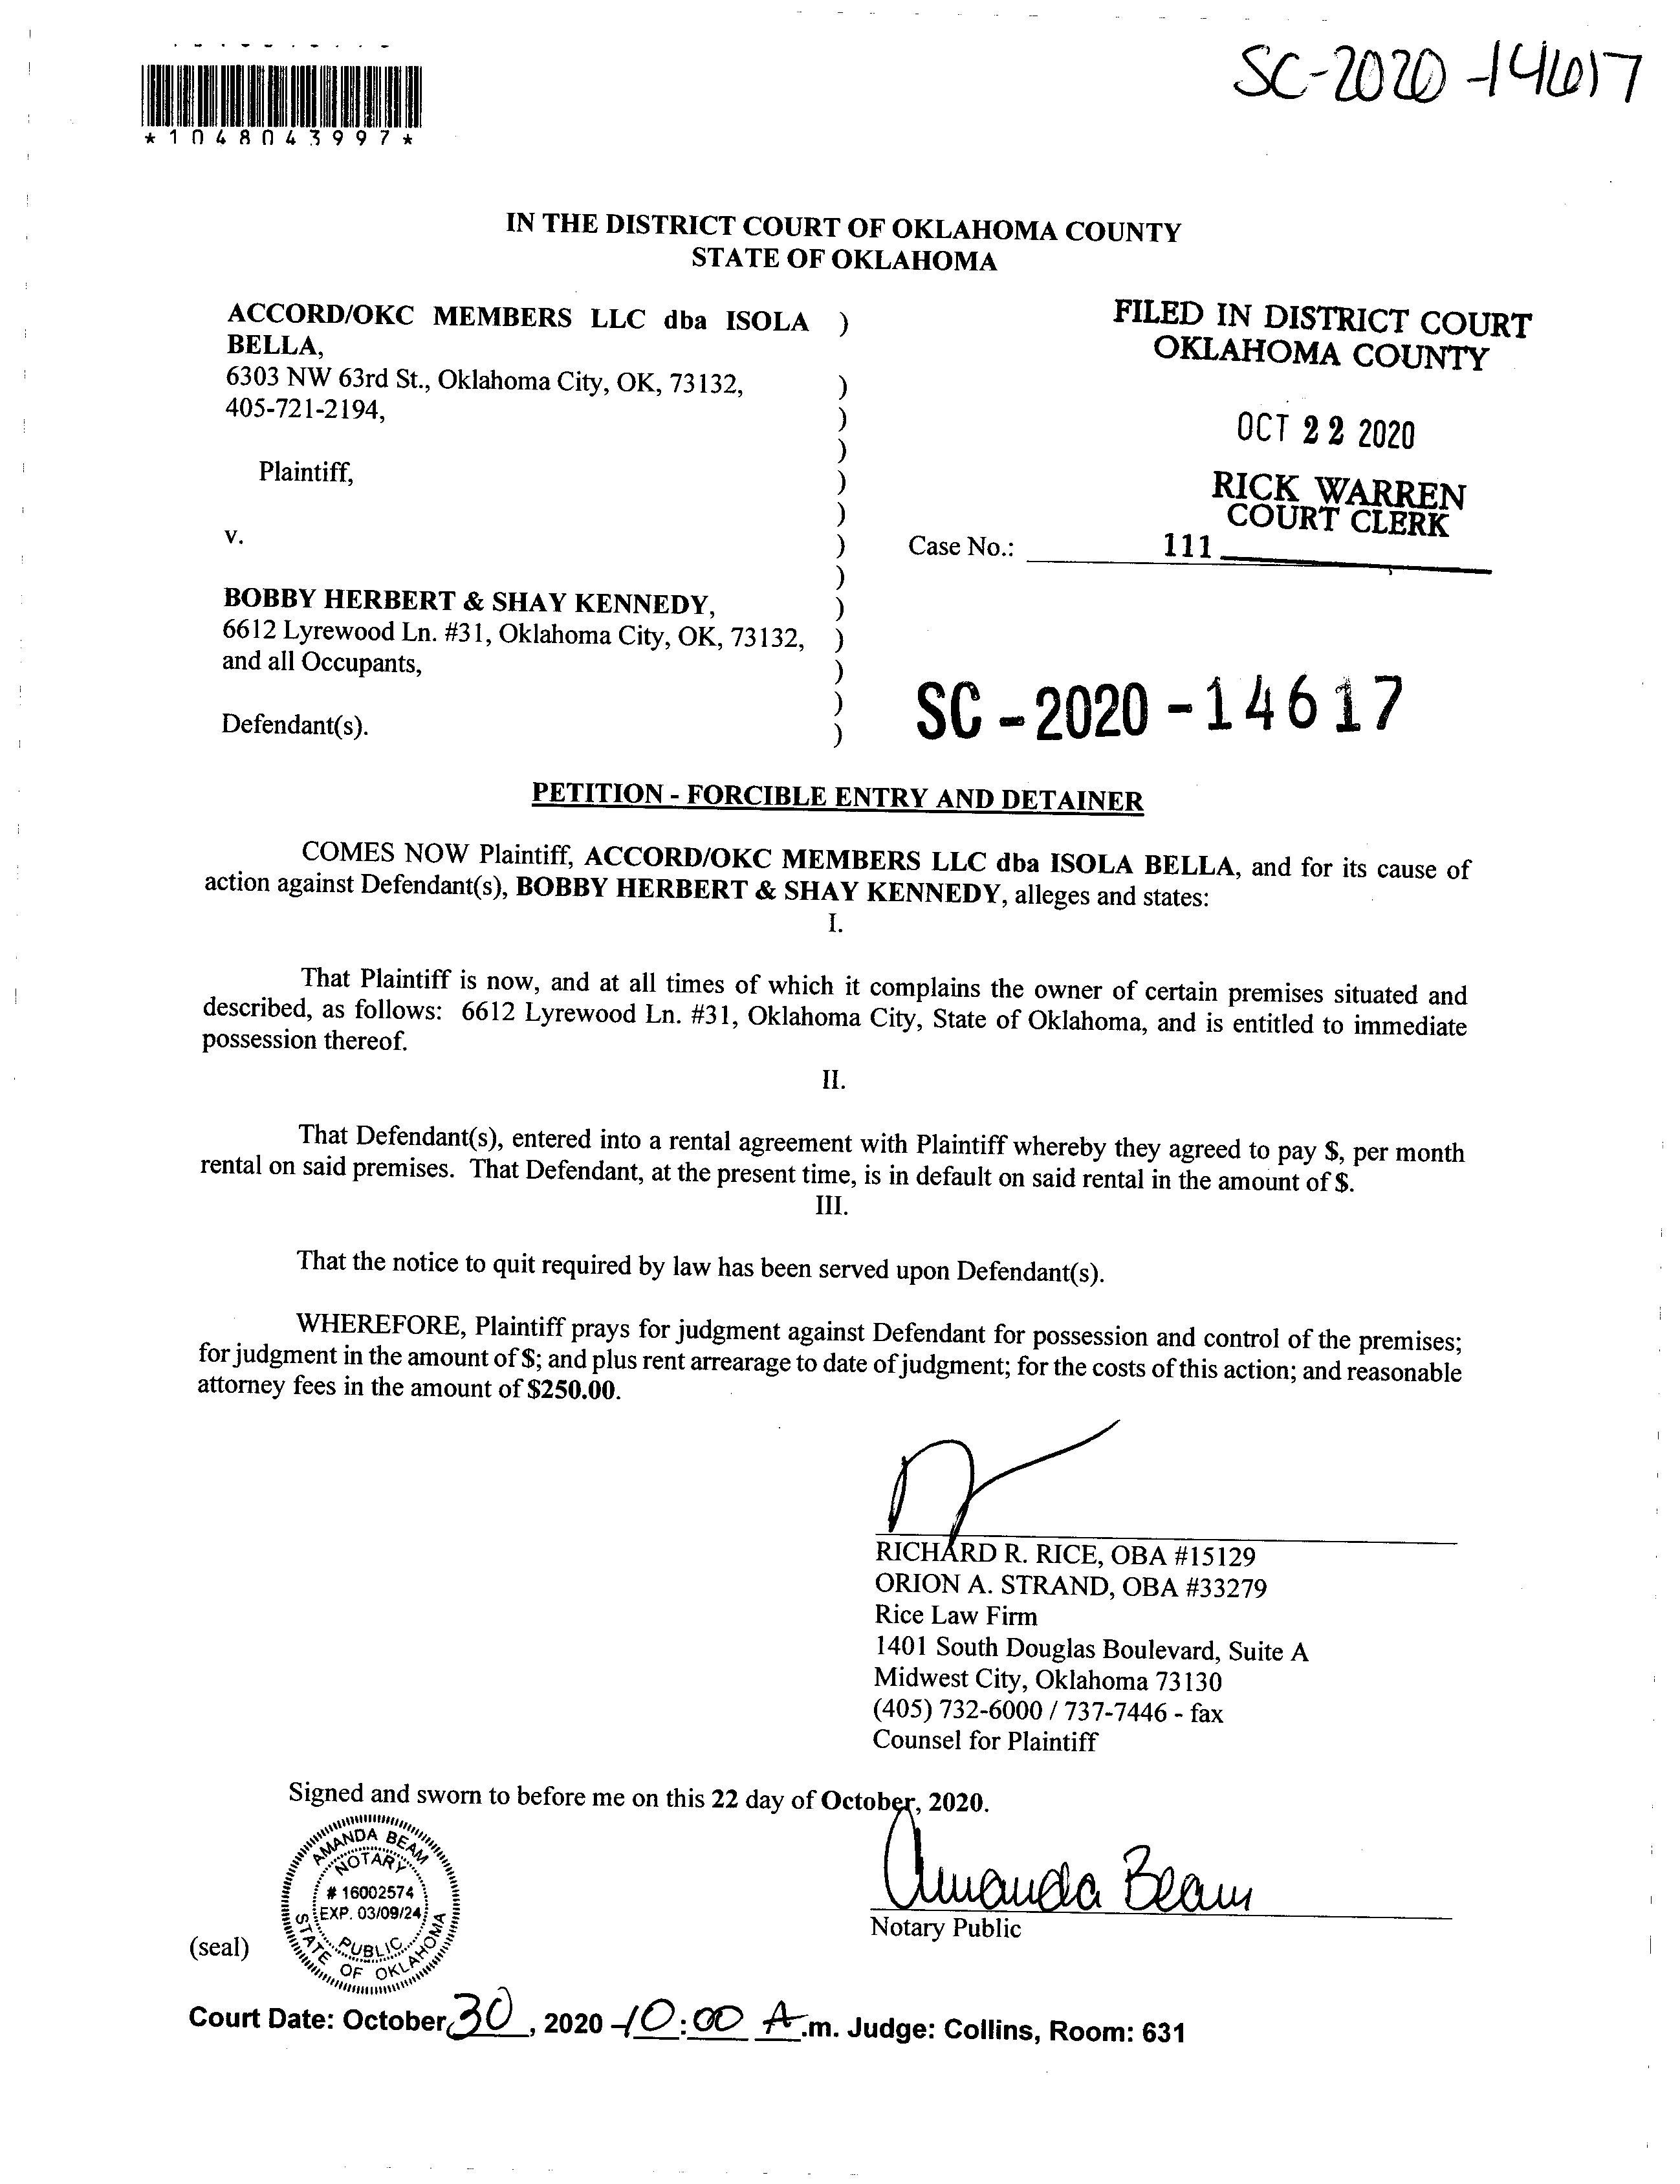 SC-2020-14617
*1048043997*
IN THE DISTRICT COURT OF OKLAHOMA COUNTY
STATE OF OKLAHOMA
ACCORD/OKC MEMBERS LLC dba ISOLA )
BELLA,
6303 NW 63rd St., Oklahoma City, OK, 73132, )
405-721-2194, )
)
Plaintiff, )
)
v. )
)
BOBBY HERBERT & SHAY KENNEDY, )
6612 Lyrewood Ln. #31, Oklahoma City, OK, 73132, )
and all Occupants, )
)
Defendant(s). )
FILED IN DISTRICT COURT
OKLAHOMA COUNTY
OCT 22 2020
RICK WARREN
COURT CLERK
Case No.: 111
SC-2020-14617
PETITION - FORCIBLE ENTRY AND DETAINER
COMES NOW Plaintiff, ACCORD/OKC MEMBERS LLC dba ISOLA BELLA, and for its cause of
action against Defendant(s), BOBBY HERBERT & SHAY KENNEDY, alleges and states:
I.
That Plaintiff is now, and at all times of which it complains the owner of certain premises situated and
described, as follows: 6612 Lyrewood Ln. #31, Oklahoma City, State of Oklahoma, and is entitled to immediate
possession thereof.
II.
That Defendant(s), entered into a rental agreement with Plaintiff whereby they agreed to pay $, per month
rental on said premises. That Defendant, at the present time, is in default on said rental in the amount of $.
III.
That the notice to quit required by law has been served upon Defendant(s).
WHEREFORE, Plaintiff prays for judgment against Defendant for possession and control of the premises;
for judgment in the amount of $; and plus rent arrearage to date of judgment; for the costs of this action; and reasonable
attorney fees in the amount of $250.00.
RICHARD R. RICE, OBA #15129
ORION A. STRAND, OBA #33279
Rice Law Firm
1401 South Douglas Boulevard, Suite A
Midwest City, Oklahoma 73130
(405) 732-6000 / 737-7446 - fax
Counsel for Plaintiff
Signed and sworn to before me on this 22 day of October, 2020.
AMANDA BEAM
NOTARY
# 16002574
EXP. 03/09/24
PUBLIC
STATE OF OKLAHOMA
Amanda Beam
Notary Public
(seal)
Court Date: October 30, 2020 -10:00 A.m. Judge: Collins, Room: 631